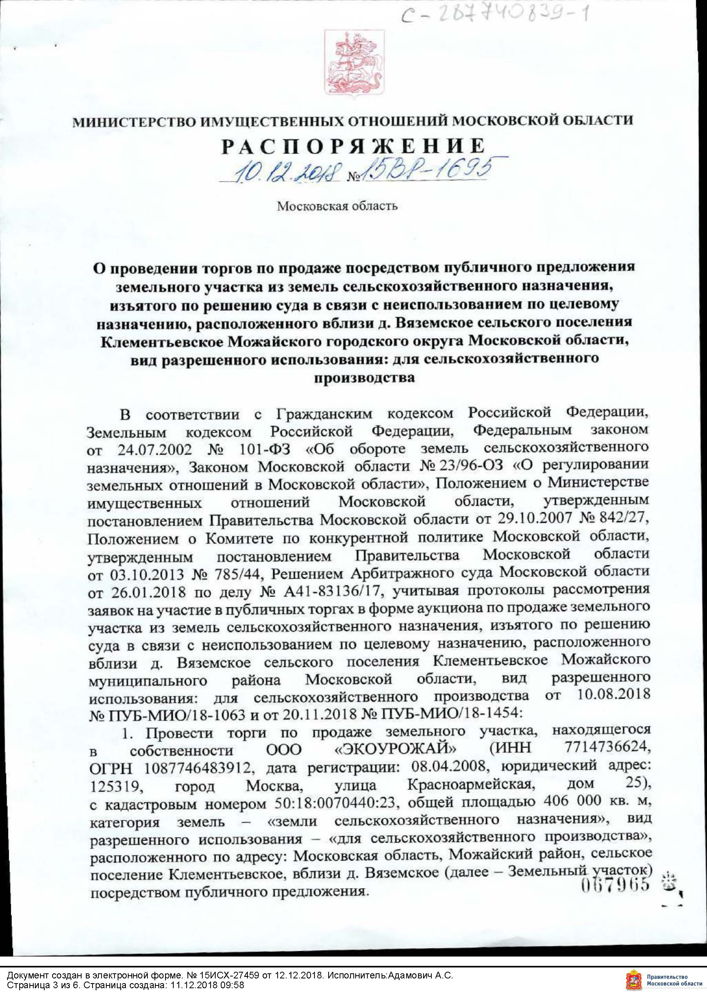 С-287740839-1
МИНИСТЕРСТВО ИМУЩЕСТВЕННЫХ ОТНОШЕНИЙ МОСКОВСКОЙ ОБЛАСТИ
РАСПОРЯЖЕНИЕ
10.12.2018 № 15ВР-1695
Московская область
О проведении торгов по продаже посредством публичного предложения
земельного участка из земель сельскохозяйственного назначения,
изъятого по решению суда в связи с неиспользованием по целевому
назначению, расположенного вблизи д. Вяземское сельского поселения
Клементьевское Можайского городского округа Московской области,
вид разрешенного использования: для сельскохозяйственного
производства
В соответствии с Гражданским кодексом Российской Федерации,
Земельным кодексом Российской Федерации, Федеральным законом
от 24.07.2002 № 101-ФЗ «Об обороте земель сельскохозяйственного
назначения», Законом Московской области № 23/96-ОЗ «О регулировании
земельных отношений в Московской области», Положением о Министерстве
имущественных отношений Московской области, утвержденным
постановлением Правительства Московской области от 29.10.2007 № 842/27,
Положением о Комитете по конкурентной политике Московской области,
утвержденным постановлением Правительства Московской области
от 03.10.2013 № 785/44, Решением Арбитражного суда Московской области
от 26.01.2018 по делу № А41-83136/17, учитывая протоколы рассмотрения
заявок на участие в публичных торгах в форме аукциона по продаже земельного
участка из земель сельскохозяйственного назначения, изъятого по решению
суда в связи с неиспользованием по целевому назначению, расположенного
вблизи д. Вяземское сельского поселения Клементьевское Можайского
муниципального района Московской области, вид разрешенного
использования: для сельскохозяйственного производства от 10.08.2018
№ ПУБ-МИО/18-1063 и от 20.11.2018 № ПУБ-МИО/18-1454:
1. Провести торги по продаже земельного участка, находящегося
в собственности ООО «ЭКОУРОЖАЙ» (ИНН 7714736624,
ОГРН 1087746483912, дата регистрации: 08.04.2008, юридический адрес:
125319, город Москва, улица Красноармейская, дом 25),
с кадастровым номером 50:18:0070440:23, общей площадью 406 000 кв. м,
категория земель – «земли сельскохозяйственного назначения», вид
разрешенного использования – «для сельскохозяйственного производства»,
расположенного по адресу: Московская область, Можайский район, сельское
поселение Клементьевское, вблизи д. Вяземское (далее – Земельный участок)
посредством публичного предложения.
067965
Документ создан в электронной форме. № 15ИСХ-27459 от 12.12.2018. Исполнитель:Адамович А.С.
Страница 3 из 6. Страница создана: 11.12.2018 09:58
Правительство
Московской области